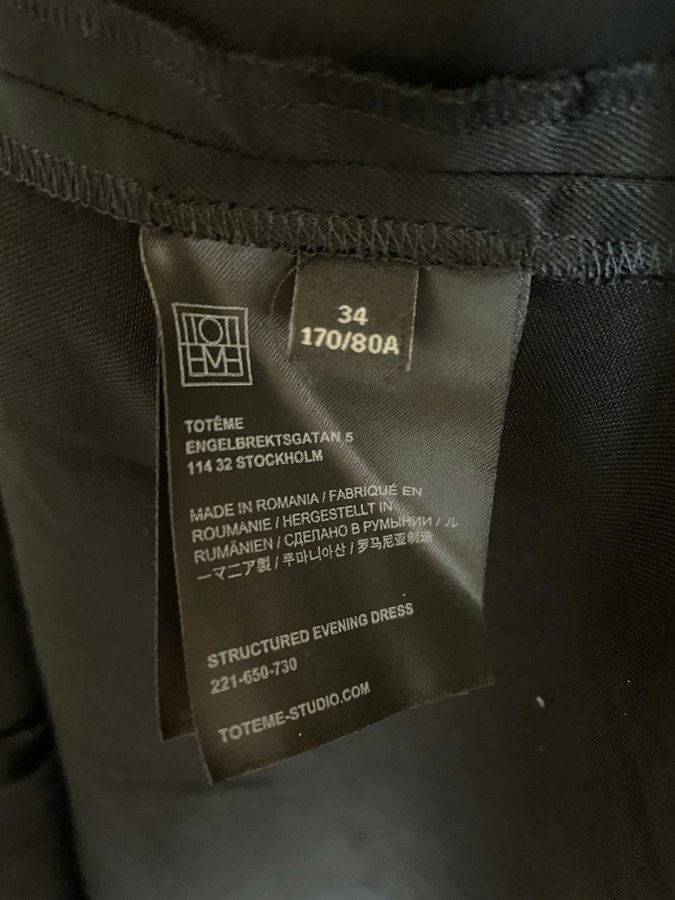 TOTEME
34
170/80A
TOTÊME
ENGELBREKTSGATAN 5
114 32 STOCKHOLM
MADE IN ROMANIA / FABRIQUÉ EN
ROUMANIE / HERGESTELLT IN
RUMÄNIEN / СДЕЛАНО В РУМЫНИИ / ル
ーマニア製 / 루마니아산 / 罗马尼亚制造
STRUCTURED EVENING DRESS
221-650-730
TOTEME-STUDIO.COM